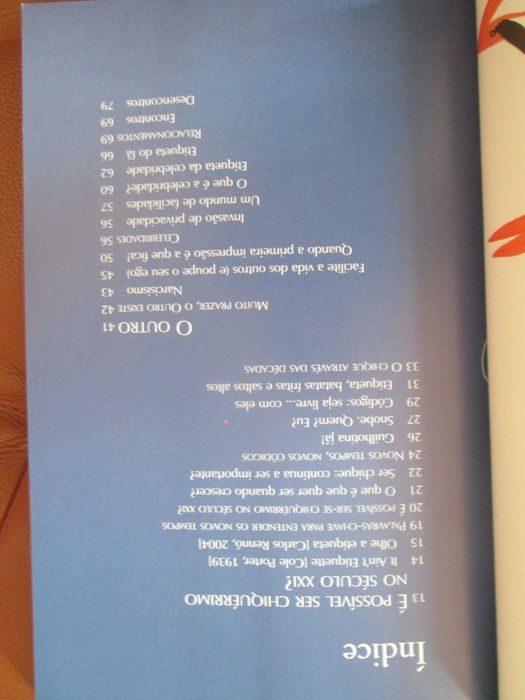 Índice
13 É POSSÍVEL SER CHIQUÉRRIMO
NO SÉCULO XXI?
14 It Ain't Etiquette [Cole, Porter, 1939]
15 Olhe a etiqueta [Carlos Rennó, 2004]
19 PALAVRAS-CHAVE PARA ENTENDER OS NOVOS TEMPOS
20 É POSSÍVEL SER-SE CHIQUÉRRIMO NO SÉCULO XXI?
21 O que é que quer ser quando crescer?
22 Ser chique: continua a ser importante?
24 NOVOS TEMPOS, NOVOS CÓDIGOS
26 Guilhotina já!
27 Snobe. Quem? Eu?
29 Códigos: seja livre... com eles
31 Etiqueta, batatas fritas e saltos altos
33 O CHIQUE ATRAVÉS DAS DÉCADAS
O OUTRO 41
MUITO PRAZER, O OUTRO EXISTE 42
Narcisismo 43
Facilite a vida dos outros (e poupe o seu ego) 45
Quando a primeira impressão é a que fica! 50
CELEBRIDADES 56
Invasão de privacidade 56
Um mundo de facilidades 57
O que é a celebridade? 60
Etiqueta da celebridade 62
Etiqueta do fã 66
RELACIONAMENTOS 69
Encontros 69
Desencontros 79